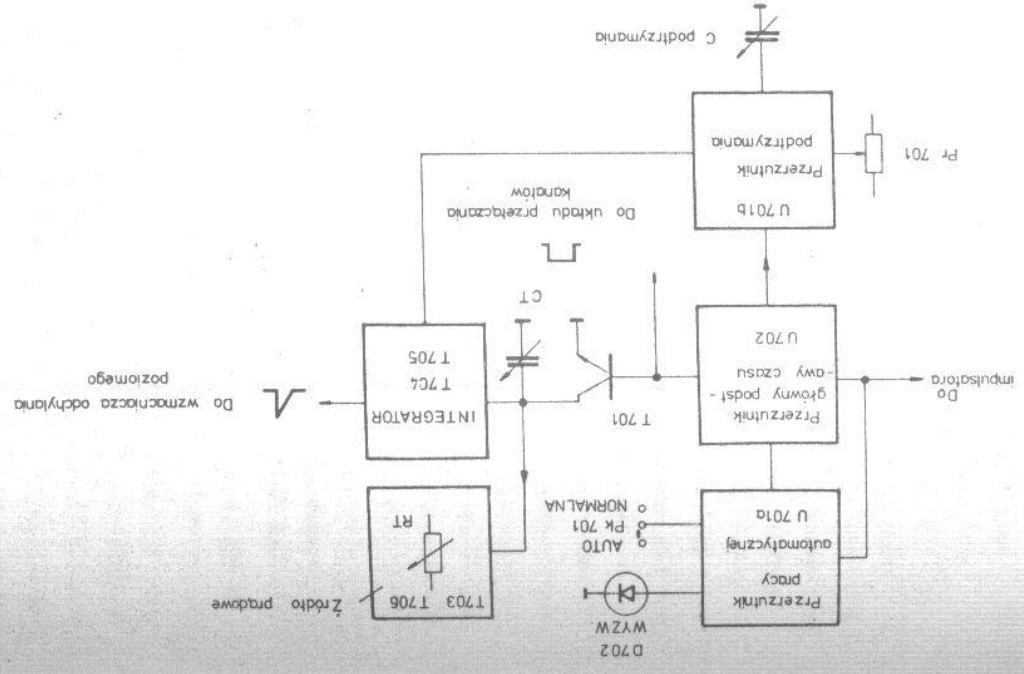 D702
WYZW
Przerzutnik
pracy
automatycznej
U 701a
AUTO
Pk 701
NORMALNA
T703 T706
RT
Źródło prądowe
Do
impulsatora
Przerzutnik
główny podst -
-awy czasu
U 702
T 701
CT
INTEGRATOR
T 704
T 705
Do wzmacniacza odchylania
poziomego
Do układu przełączania
kanałów
U 701b
Przerzutnik
podtrzymania
Pr 701
C podtrzymania